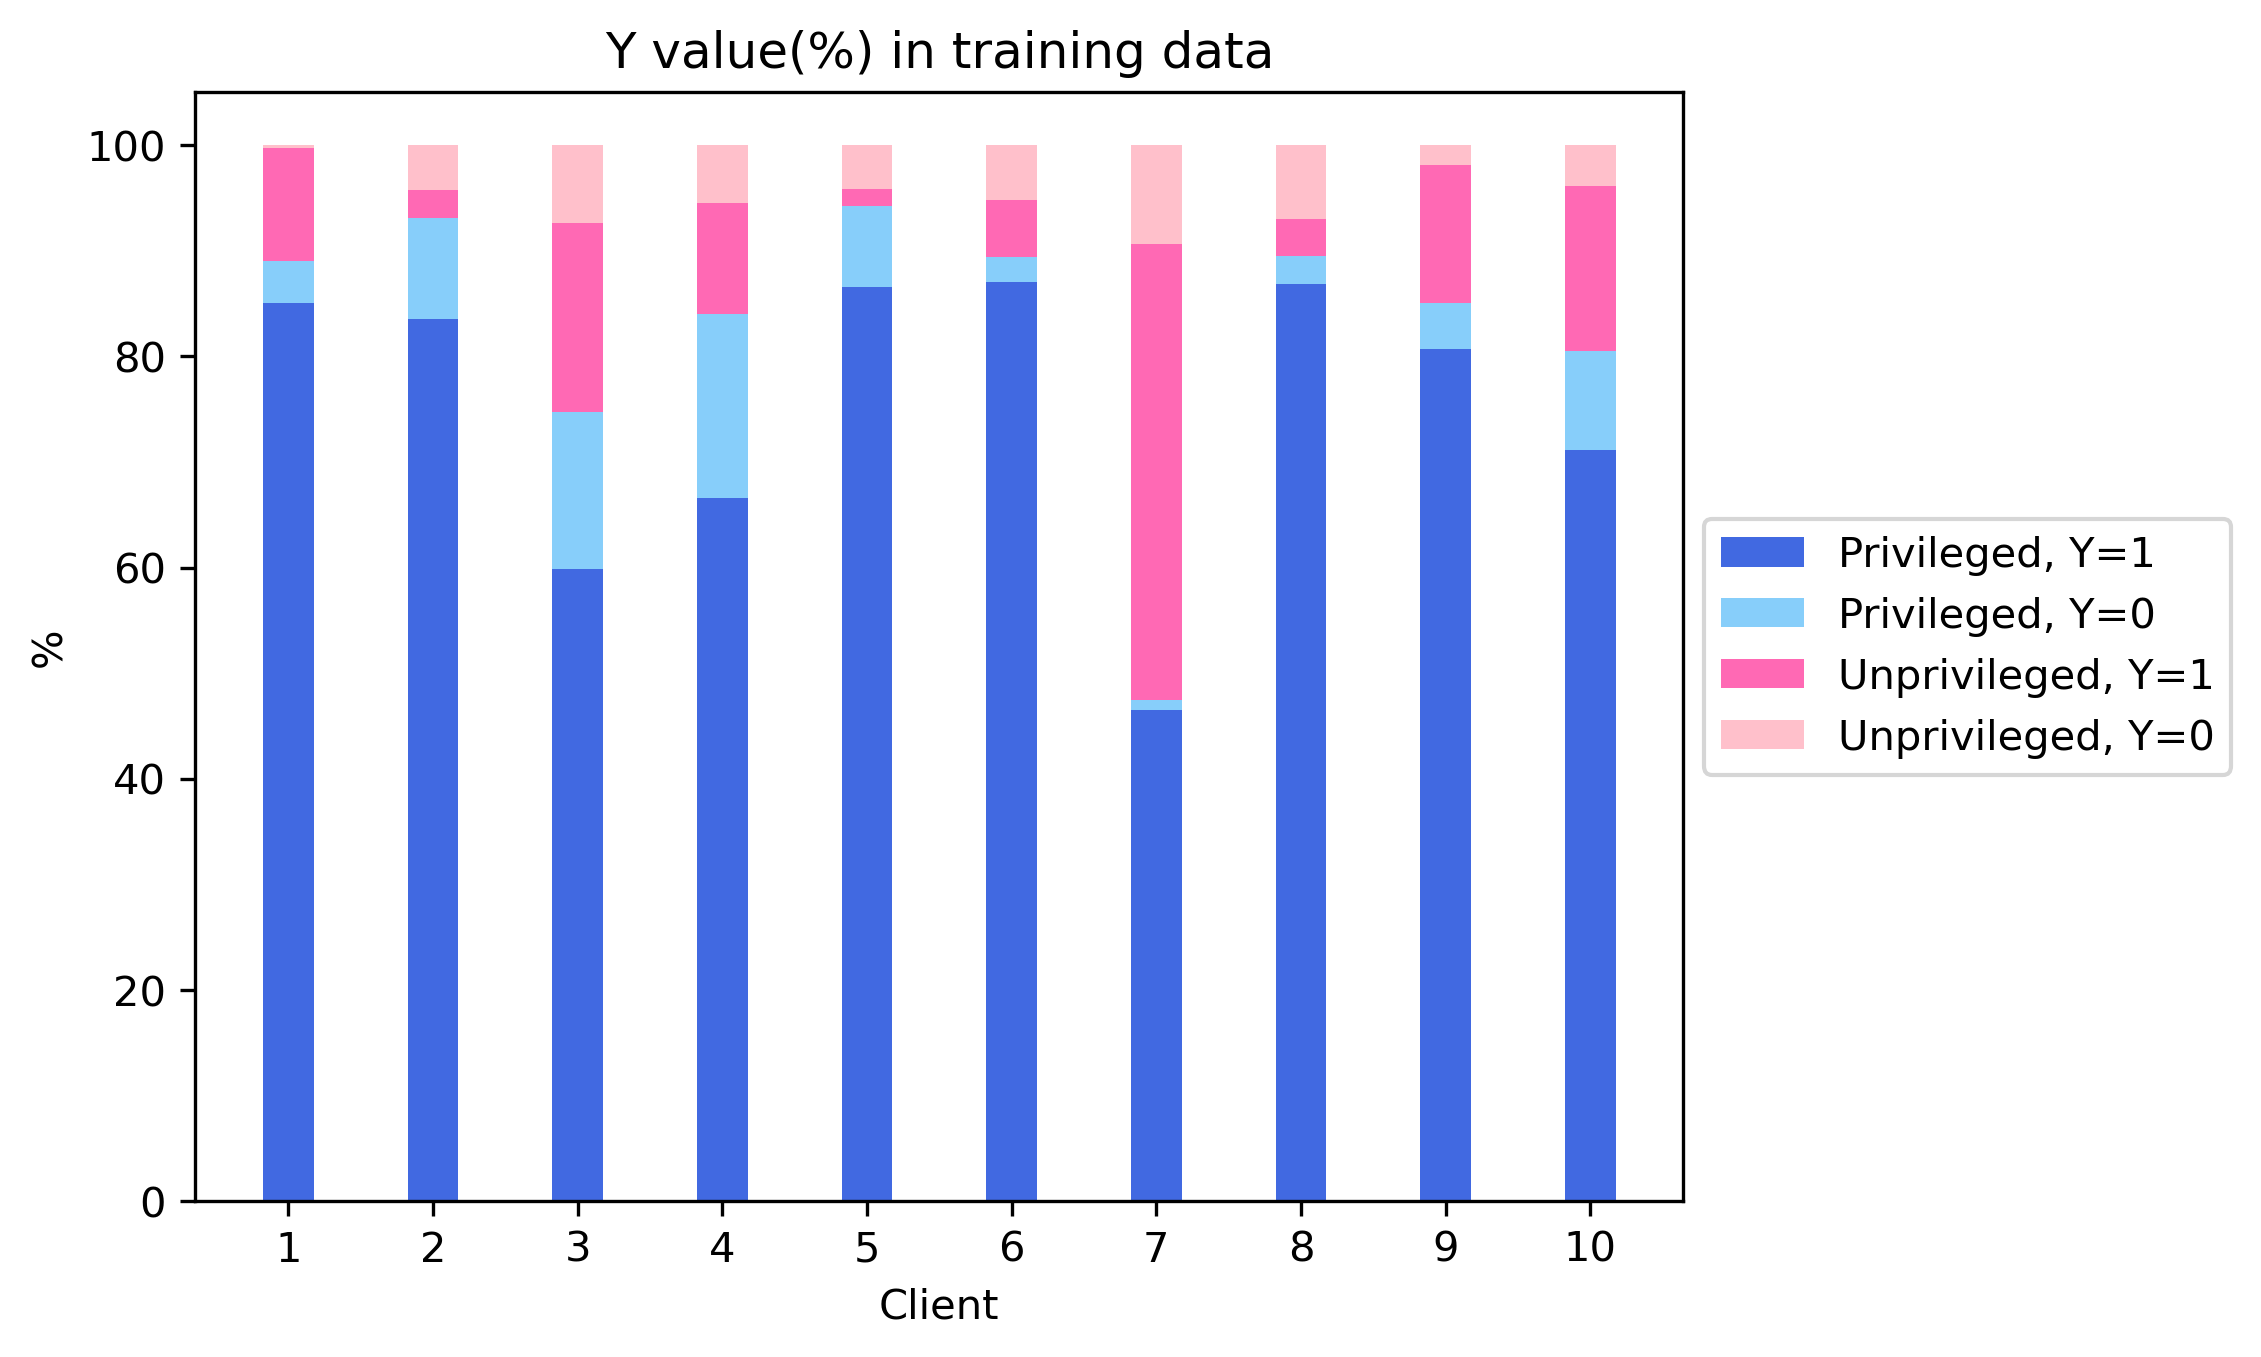 Y value(%) in training data
100
80
60
40
20
0
%
1 2 3 4 5 6 7 8 9 10
Client
Privileged, Y=1
Privileged, Y=0
Unprivileged, Y=1
Unprivileged, Y=0